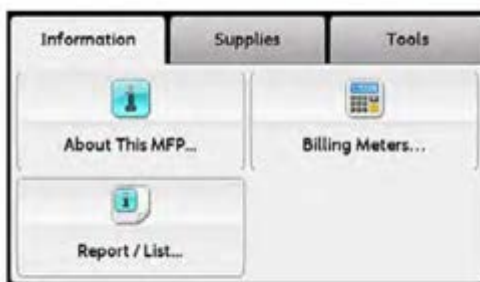 Information Supplies Tools
About This MFP... Billing Meters...
Report / List...